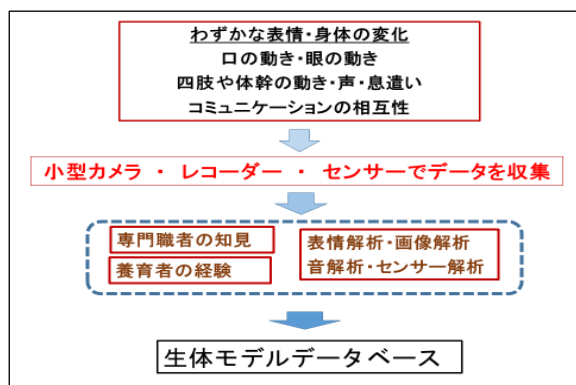 わずかな表情・身体の変化
口の動き・眼の動き
四肢や体幹の動き・声・息遣い
コミュニケーションの相互性
小型カメラ ・ レコーダー ・ センサーでデータを収集
専門職者の知見
養育者の経験
表情解析・画像解析
音解析・センサー解析
生体モデルデータベース